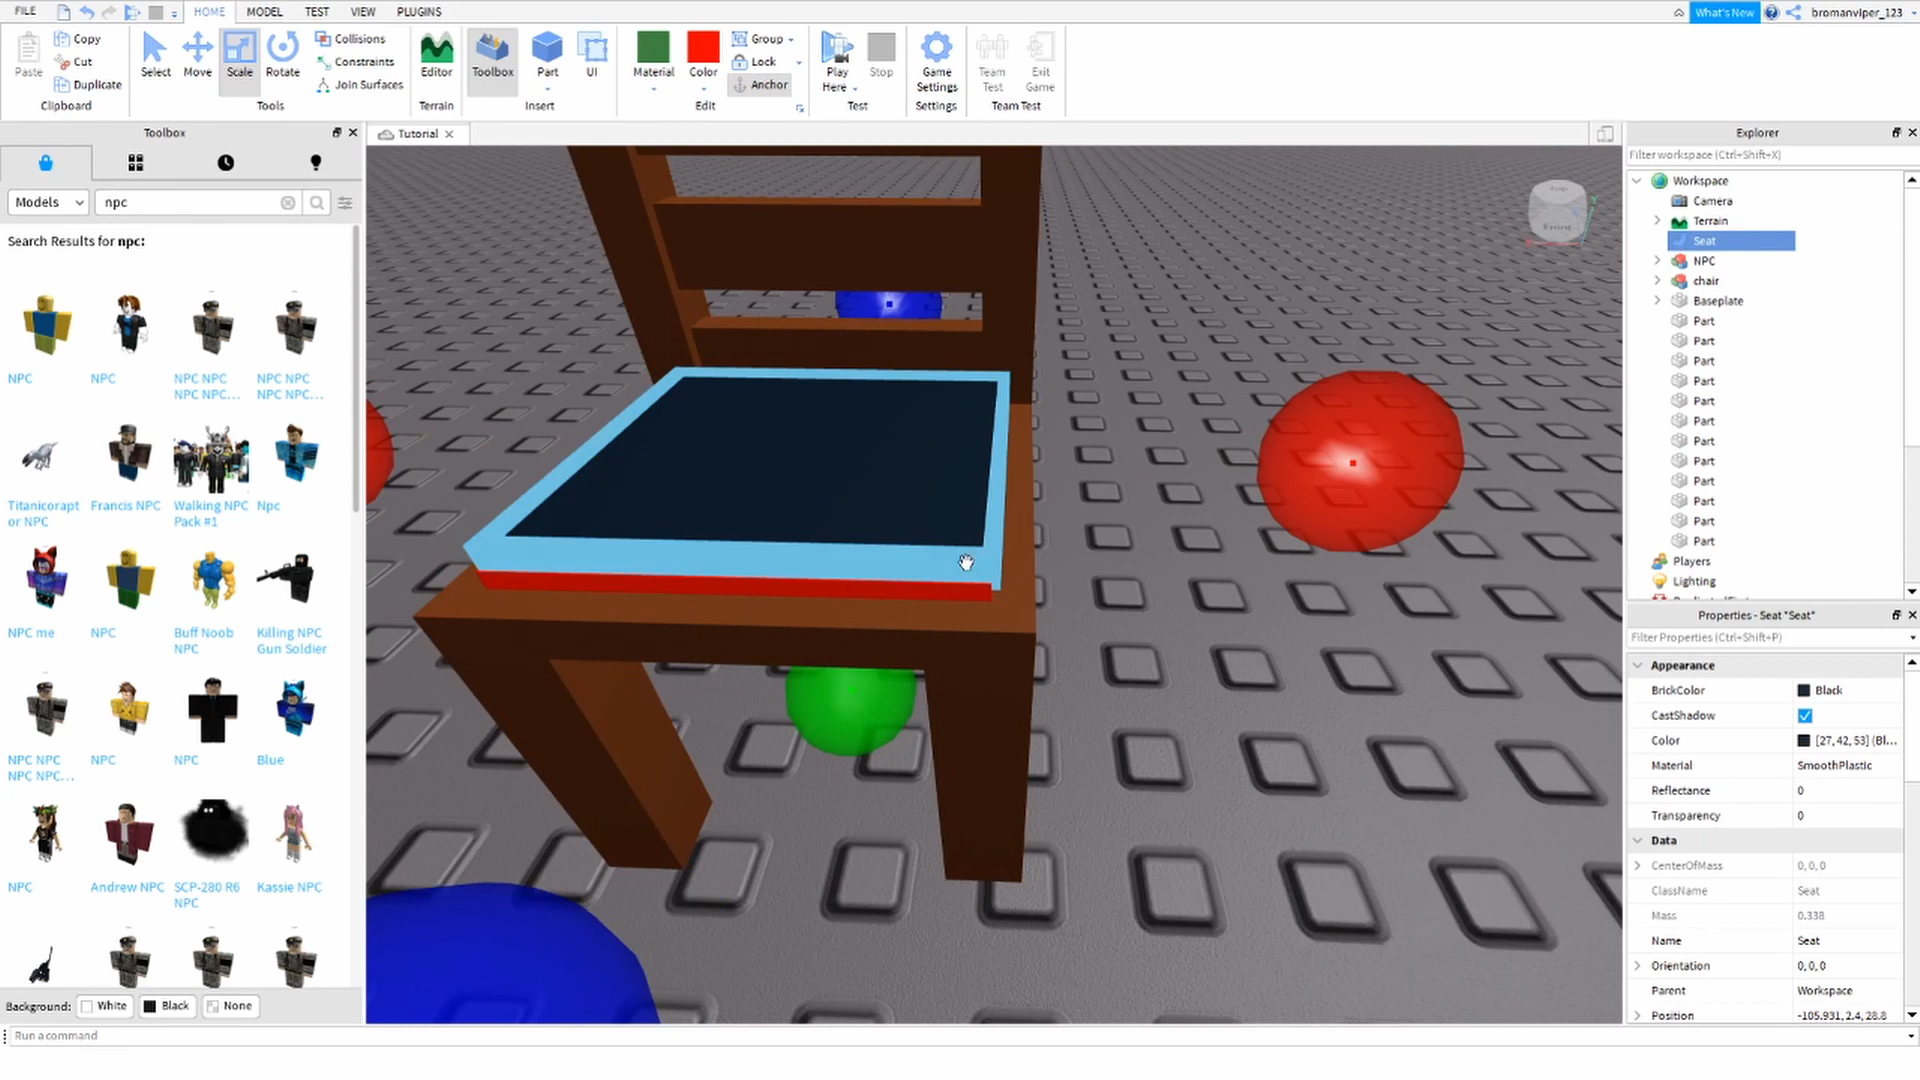 FILE
HOME
MODEL
TEST
VIEW
PLUGINS
What's New
bromanviper_123
Paste
Copy
Cut
Duplicate
Clipboard
Select
Move
Scale
Rotate
Collisions
Constraints
Join Surfaces
Tools
Editor
Terrain
Toolbox
Part
UI
Insert
Material
Color
Group
Lock
Anchor
Edit
Play
Here
Stop
Test
Game
Settings
Settings
Team
Test
Exit
Game
Team Test
Toolbox
Models
npc
Search Results for npc:
NPC
NPC
NPC NPC
NPC NPC...
NPC NPC
NPC NPC...
Titanicorapt
or NPC
Francis NPC
Walking NPC
Pack #1
Npc
NPC me
NPC
Buff Noob
NPC
Killing NPC
Gun Soldier
NPC NPC
NPC NPC...
NPC
NPC
Blue
NPC
Andrew NPC
SCP-280 R6
NPC
Kassie NPC
Background:
White
Black
None
Run a command
Tutorial
Front
Explorer
Filter workspace (Ctrl+Shift+X)
Workspace
Camera
Terrain
Seat
NPC
chair
Baseplate
Part
Part
Part
Part
Part
Part
Part
Part
Part
Part
Part
Part
Players
Lighting
Properties - Seat "Seat"
Filter Properties (Ctrl+Shift+P)
Appearance
BrickColor Black
CastShadow
Color [27, 42, 53] (Bl...
Material SmoothPlastic
Reflectance 0
Transparency 0
Data
CenterOfMass 0, 0, 0
ClassName Seat
Mass 0.338
Name Seat
Orientation 0, 0, 0
Parent Workspace
Position -105.931, 2.4, 28.8